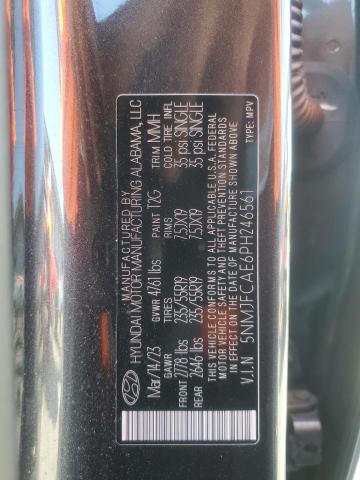 MANUFACTURED BY
HYUNDAI MOTOR MANUFACTURING ALABAMA, LLC
Mar/14/23 GVWR 4761 lbs PAINT T2G TRIM MMH
GAWR TIRES RIMS COLD TIRE INFL
FRONT 2778 lbs 235/55R19 7.5JX19 35 psi SINGLE
REAR 2646 lbs 235/55R19 7.5JX19 35 psi SINGLE
THIS VEHICLE CONFORMS TO ALL APPLICABLE U.S.A. FEDERAL
MOTOR VEHICLE SAFETY, BUMPER, AND THEFT PREVENTION
STANDARDS IN EFFECT ON THE DATE OF MANUFACTURE SHOWN ABOVE
V.I.N 5NMJFCAE6PH246561 TYPE: MPV